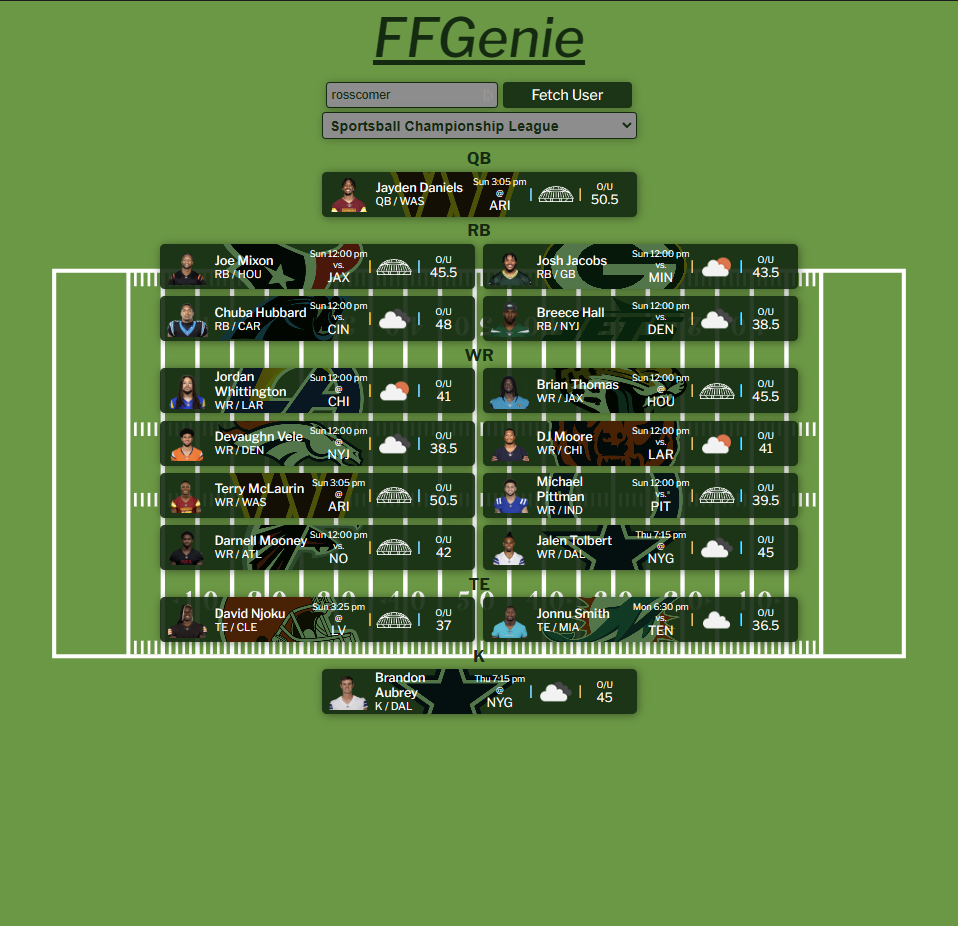 FFGenie
rosscomer
Fetch User
Sportsball Championship League
QB
Jayden Daniels
QB / WAS
Sun 3:05 pm
@
ARI
O/U
50.5
RB
Joe Mixon
RB / HOU
Sun 12:00 pm
vs.
JAX
O/U
45.5
Josh Jacobs
RB / GB
Sun 12:00 pm
vs.
MIN
O/U
43.5
Chuba Hubbard
RB / CAR
Sun 12:00 pm
vs.
CIN
O/U
48
Breece Hall
RB / NYJ
Sun 12:00 pm
vs.
DEN
O/U
38.5
WR
Jordan
Whittington
WR / LAR
Sun 12:00 pm
@
CHI
O/U
41
Brian Thomas
WR / JAX
Sun 12:00 pm
@
HOU
O/U
45.5
Devaughn Vele
WR / DEN
Sun 12:00 pm
@
NYJ
O/U
38.5
DJ Moore
WR / CHI
Sun 12:00 pm
vs.
LAR
O/U
41
Terry McLaurin
WR / WAS
Sun 3:05 pm
@
ARI
O/U
50.5
Michael
Pittman
WR / IND
Sun 12:00 pm
vs.
PIT
O/U
39.5
Darnell Mooney
WR / ATL
Sun 12:00 pm
vs.
NO
O/U
42
Jalen Tolbert
WR / DAL
Thu 7:15 pm
@
NYG
O/U
45
TE
David Njoku
TE / CLE
Sun 3:25 pm
@
LV
O/U
37
Jonnu Smith
TE / MIA
Mon 6:30 pm
vs.
TEN
O/U
36.5
K
Brandon
Aubrey
K / DAL
Thu 7:15 pm
@
NYG
O/U
45